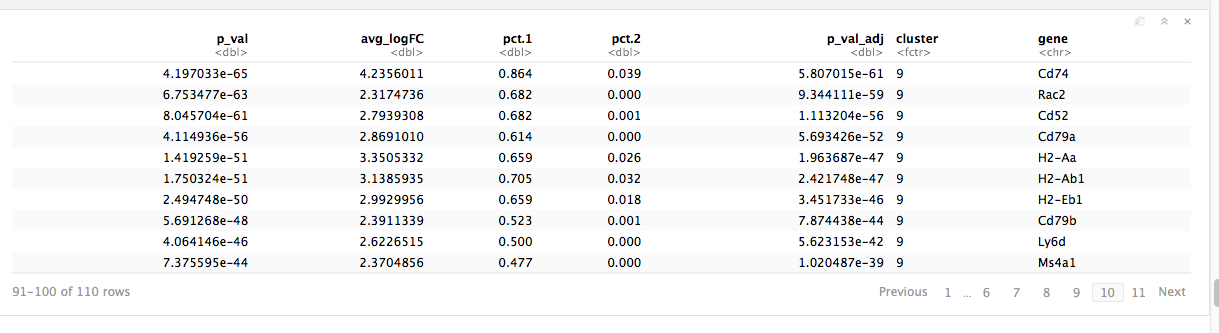 p_val avg_logFC pct.1 pct.2 p_val_adj cluster gene
<dbl> <dbl> <dbl> <dbl> <dbl> <fctr> <chr>
4.197033e-65 4.2356011 0.864 0.039 5.807015e-61 9 Cd74
6.753477e-63 2.3174736 0.682 0.000 9.344111e-59 9 Rac2
8.045704e-61 2.7939308 0.682 0.001 1.113204e-56 9 Cd52
4.114936e-56 2.8691010 0.614 0.000 5.693426e-52 9 Cd79a
1.419259e-51 3.3505332 0.659 0.026 1.963687e-47 9 H2-Aa
1.750324e-51 3.1385935 0.705 0.032 2.421748e-47 9 H2-Ab1
2.494748e-50 2.9929956 0.659 0.018 3.451733e-46 9 H2-Eb1
5.691268e-48 2.3911339 0.523 0.001 7.874438e-44 9 Cd79b
4.064146e-46 2.6226515 0.500 0.000 5.623153e-42 9 Ly6d
7.375595e-44 2.3704856 0.477 0.000 1.020487e-39 9 Ms4a1
91-100 of 110 rows Previous 1 ... 6 7 8 9 10 11 Next